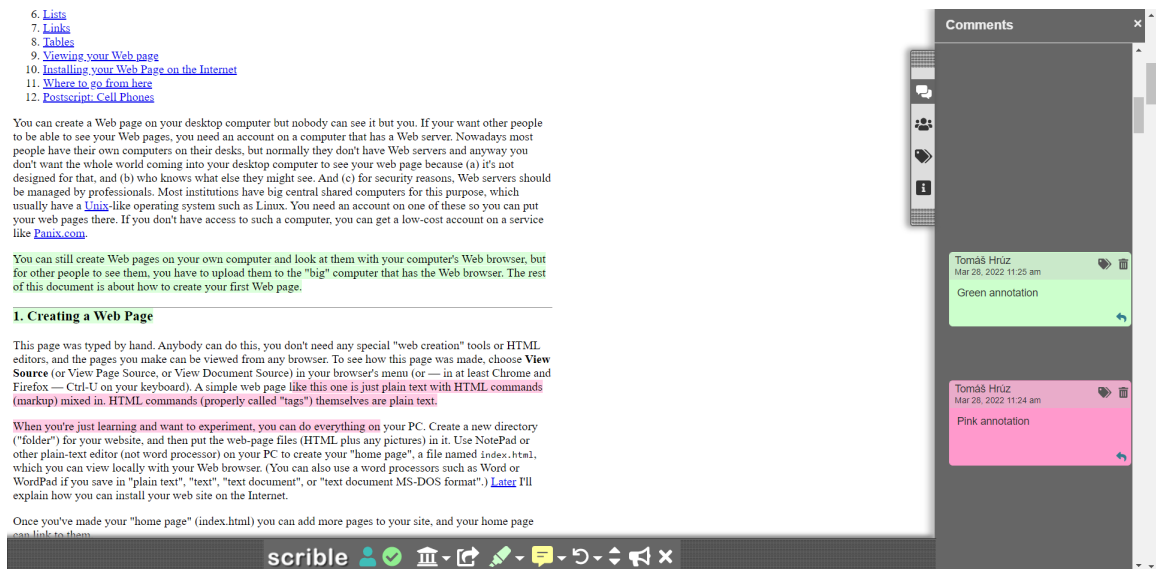 6. Lists
7. Links
8. Tables
9. Viewing your Web page
10. Installing your Web Page on the Internet
11. Where to go from here
12. Postscript: Cell Phones
You can create a Web page on your desktop computer but nobody can see it but you. If your want other people
to be able to see your Web pages, you need an account on a computer that has a Web server. Nowadays most
people have their own computers on their desks, but normally they don't have Web servers and anyway you
don't want the whole world coming into your desktop computer to see your web page because (a) it's not
designed for that, and (b) who knows what else they might see. And (c) for security reasons, Web servers should
be managed by professionals. Most institutions have big central shared computers for this purpose, which
usually have a Unix-like operating system such as Linux. You need an account on one of these so you can put
your web pages there. If you don't have access to such a computer, you can get a low-cost account on a service
like Panix.com.
You can still create Web pages on your own computer and look at them with your computer's Web browser, but
for other people to see them, you have to upload them to the "big" computer that has the Web browser. The rest
of this document is about how to create your first Web page.
1. Creating a Web Page
This page was typed by hand. Anybody can do this, you don't need any special "web creation" tools or HTML
editors, and the pages you make can be viewed from any browser. To see how this page was made, choose View
Source (or View Page Source, or View Document Source) in your browser's menu (or — in at least Chrome and
Firefox — Ctrl-U on your keyboard). A simple web page like this one is just plain text with HTML commands
(markup) mixed in. HTML commands (properly called "tags") themselves are plain text.
When you're just learning and want to experiment, you can do everything on your PC. Create a new directory
("folder") for your website, and then put the web-page files (HTML plus any pictures) in it. Use NotePad or
other plain-text editor (not word processor) on your PC to create your "home page", a file named index.html,
which you can view locally with your Web browser. (You can also use a word processors such as Word or
WordPad if you save in "plain text", "text", "text document", or "text document MS-DOS format".) Later I'll
explain how you can install your web site on the Internet.
Once you've made your "home page" (index.html) you can add more pages to your site, and your home page
can link to them.
Comments
Tomáš Hrúz
Mar 28, 2022 11:25 am
Green annotation
Tomáš Hrúz
Mar 28, 2022 11:24 am
Pink annotation
scrible